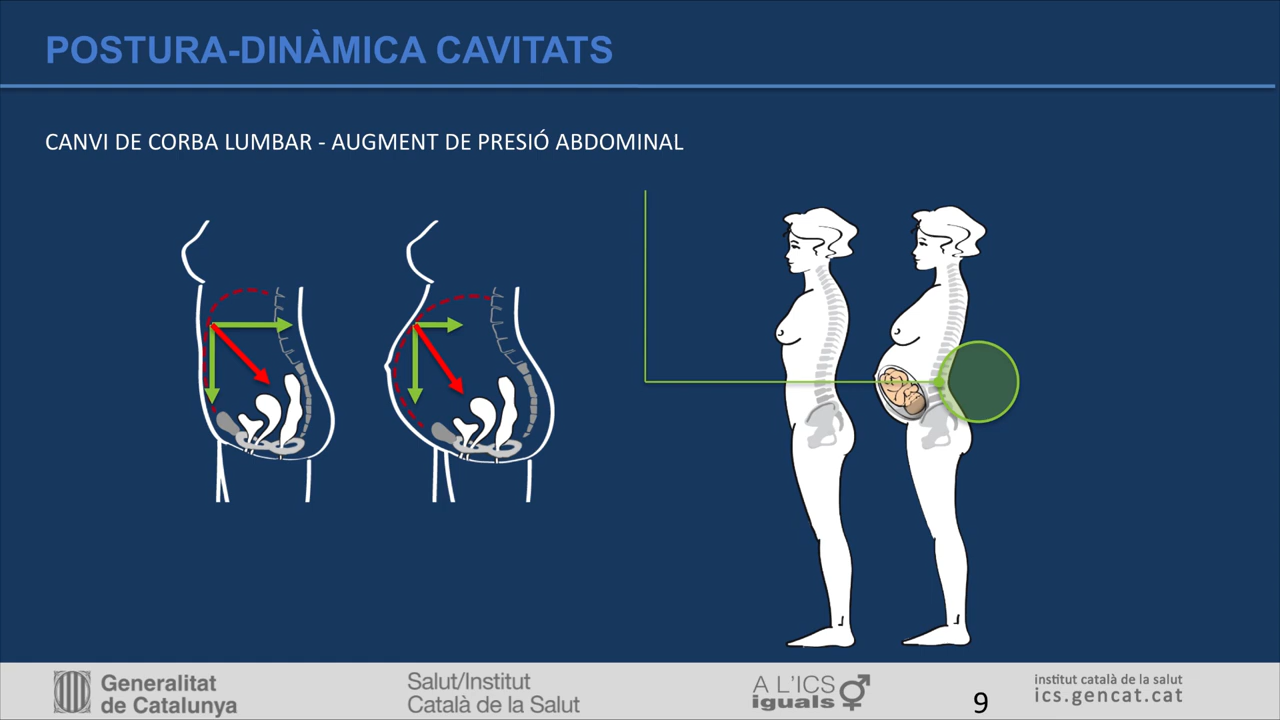 POSTURA-DINÀMICA CAVITATS
CANVI DE CORBA LUMBAR - AUGMENT DE PRESIÓ ABDOMINAL
Generalitat
de Catalunya
Salut/Institut
Català de la Salut
A L'ICS
iguals
9
institut català de la salut
ics.gencat.cat